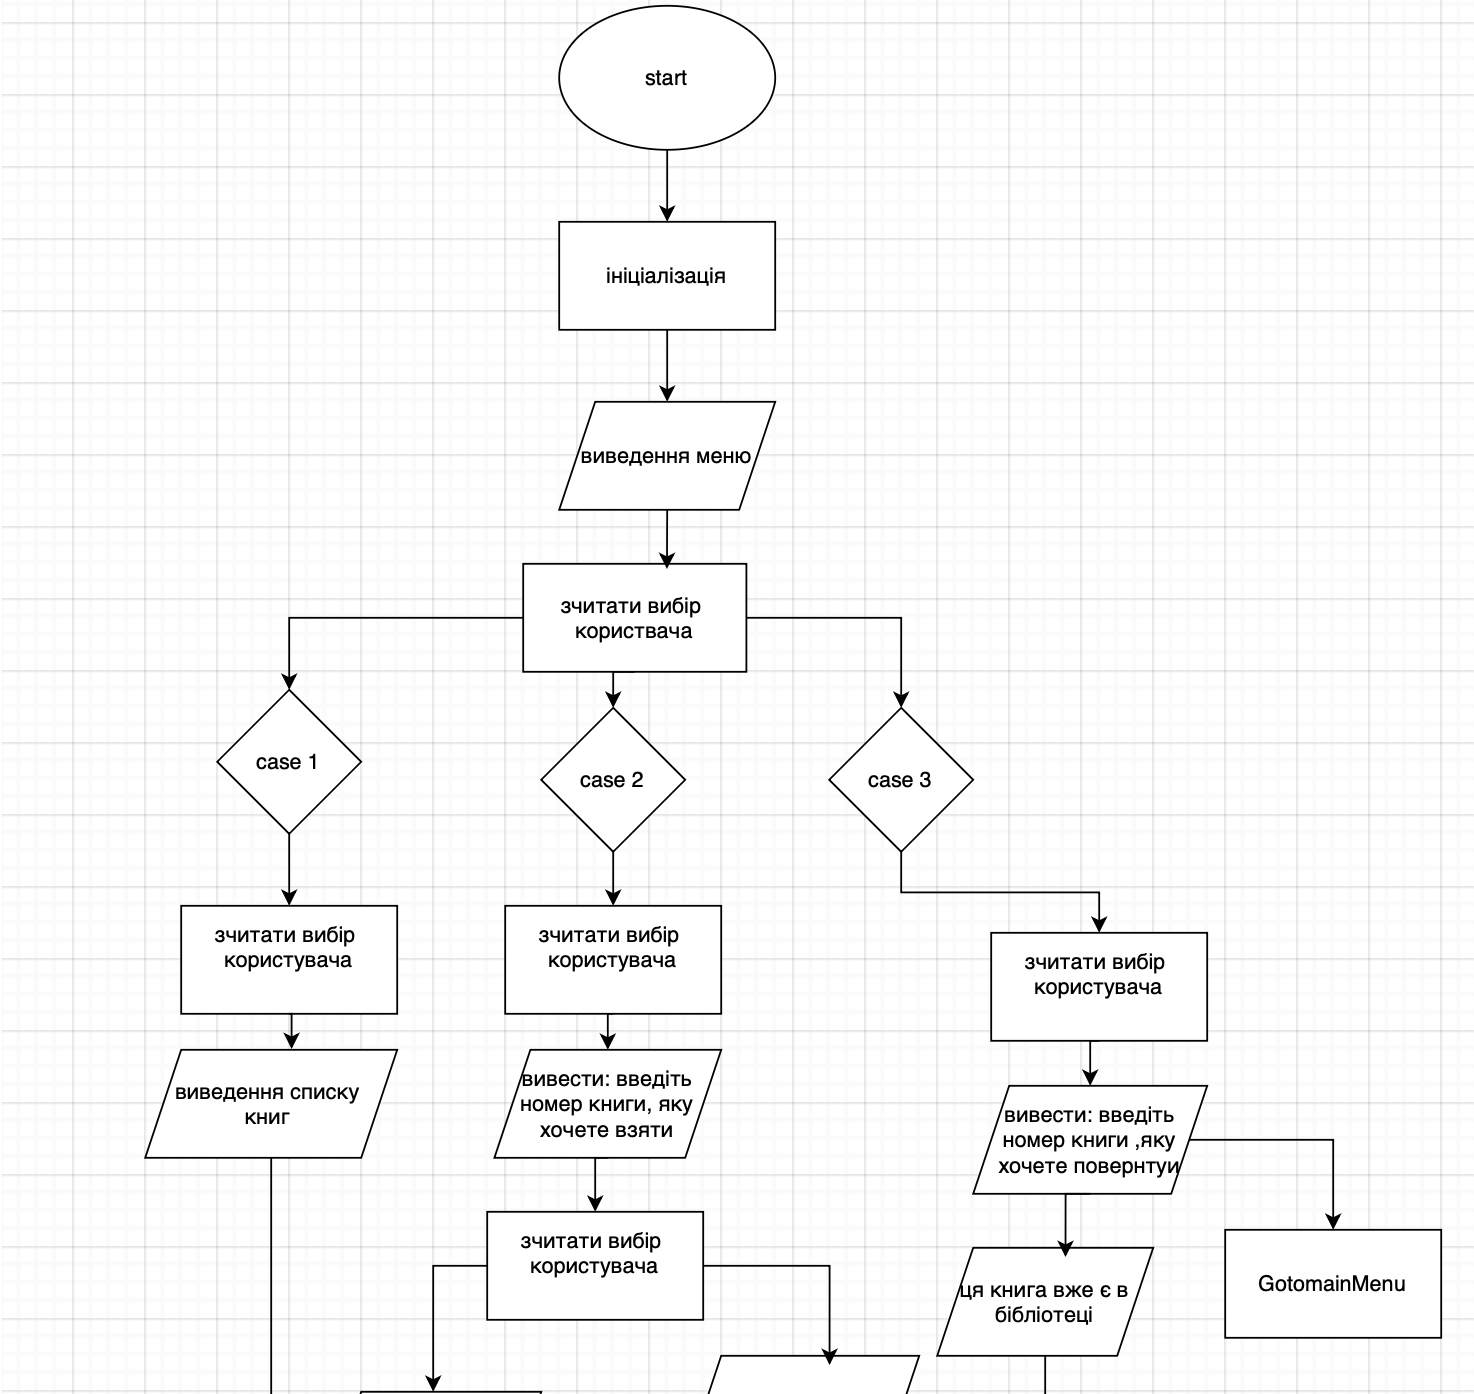 start
ініціалізація
виведення меню
зчитати вибір
користвача
case 1
case 2
case 3
зчитати вибір
користувача
зчитати вибір
користувача
зчитати вибір
користувача
виведення списку
книг
вивести: введіть
номер книги, яку
хочете взяти
вивести: введіть
номер книги ,яку
хочете повернтуи
зчитати вибір
користувача
ця книга вже є в
бібліотеці
GotomainMenu